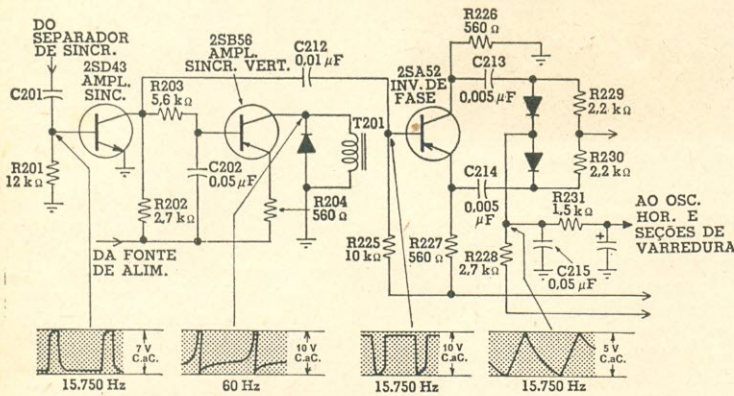 DO
SEPARADOR
DE SINCR.
C201
2SD43
AMPL.
SINC.
R201
12 kΩ
R203
5,6 kΩ
2SB56
AMPL.
SINCR. VERT.
C202
0,05 µF
R202
2,7 kΩ
DA FONTE
DE ALIM.
C212
0,01 µF
T201
R204
560 Ω
2SA52
INV. DE
FASE
R226
560
Ω
C213
0,005 µF
R229
2,2 kΩ
R230
2,2 kΩ
C214
0,005
µF
R225
10 kΩ
R227
560 Ω
R228
2,7 kΩ
R231
1,5 kΩ
C215
0,05 µF
+
AO OSC.
HOR. E
SEÇÕES DE
VARREDURA
7 V
C.aC.
15.750 Hz
10 V
C.aC.
60 Hz
10 V
C.aC.
15.750 Hz
5 V
C.aC.
15.750 Hz